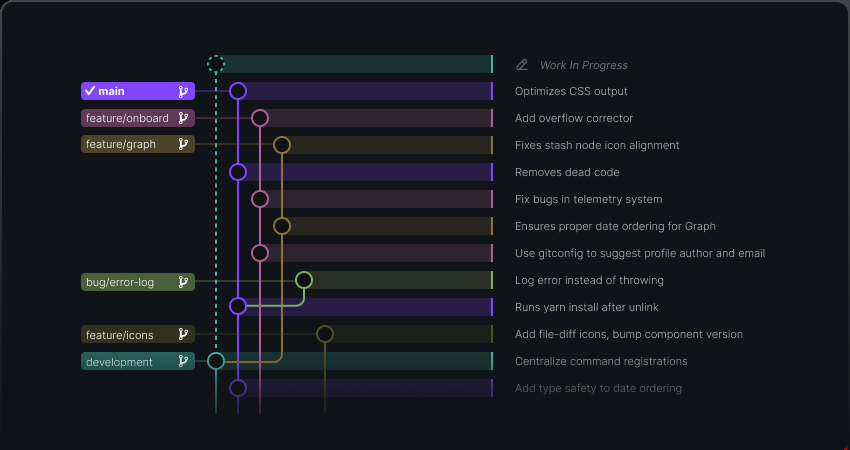 Work In Progress
main
Optimizes CSS output
feature/onboard
Add overflow corrector
feature/graph
Fixes stash node icon alignment
Removes dead code
Fix bugs in telemetry system
Ensures proper date ordering for Graph
Use gitconfig to suggest profile author and email
bug/error-log
Log error instead of throwing
Runs yarn install after unlink
feature/icons
Add file-diff icons, bump component version
development
Centralize command registrations
Add type safety to date ordering